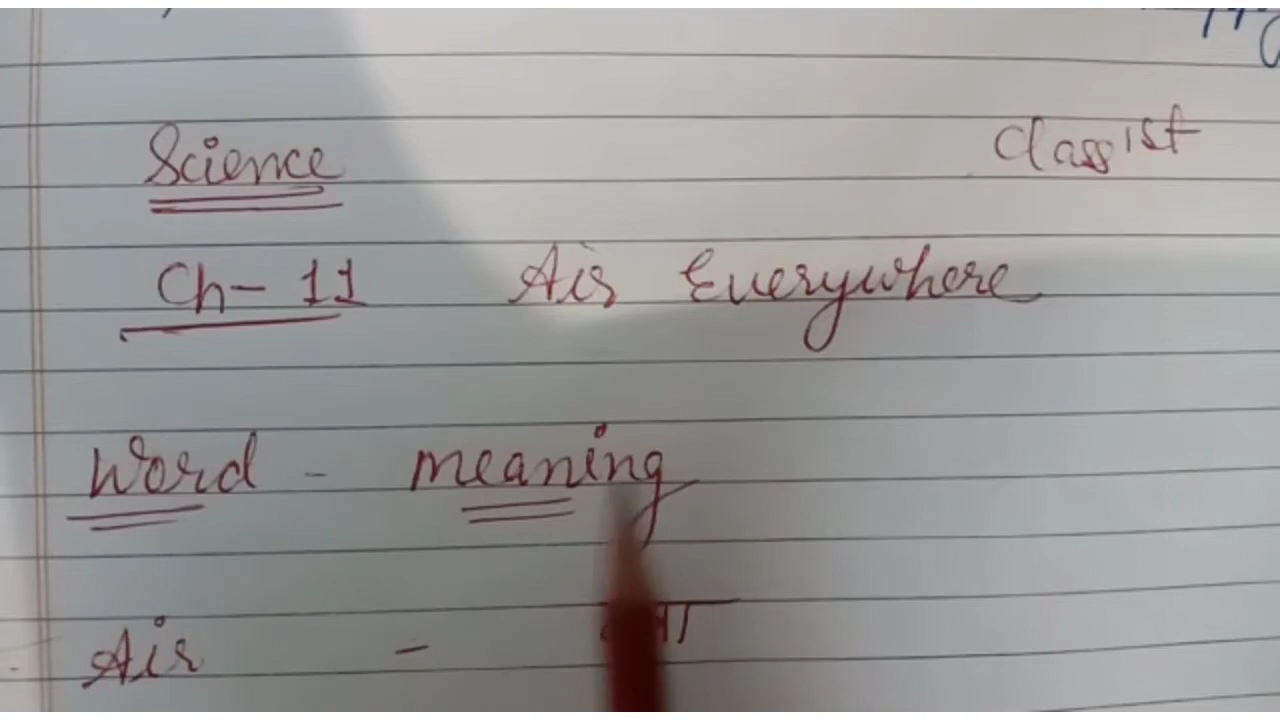 Science Class 1st
Ch - 11 Air Everywhere
Word - meaning
Air -